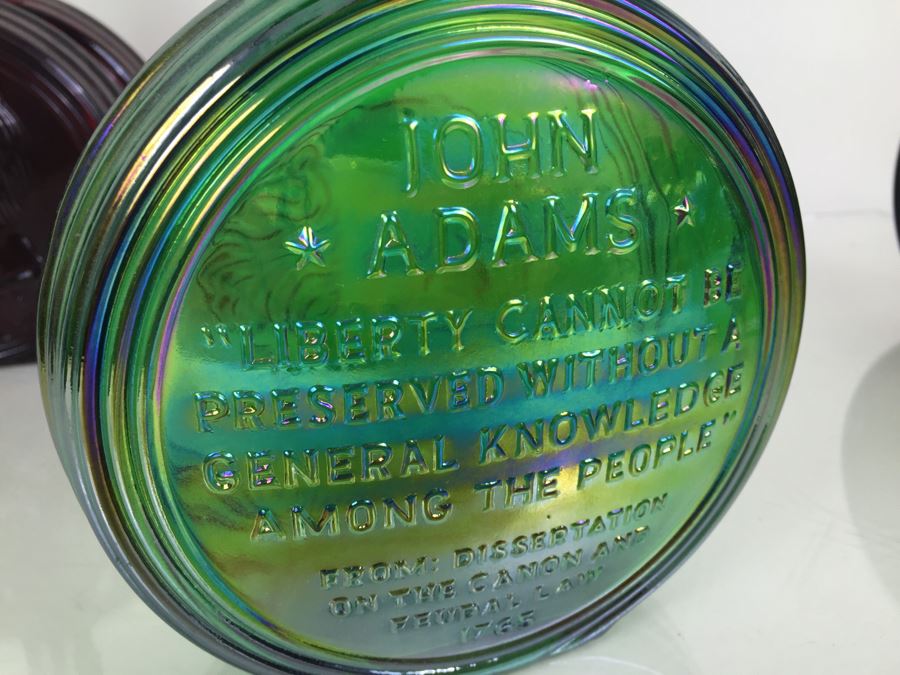 JOHN
★ ADAMS ★
"LIBERTY CANNOT BE
PRESERVED WITHOUT A
GENERAL KNOWLEDGE
AMONG THE PEOPLE"
FROM: DISSERTATION
ON THE CANON AND
FEUDAL LAW
1765